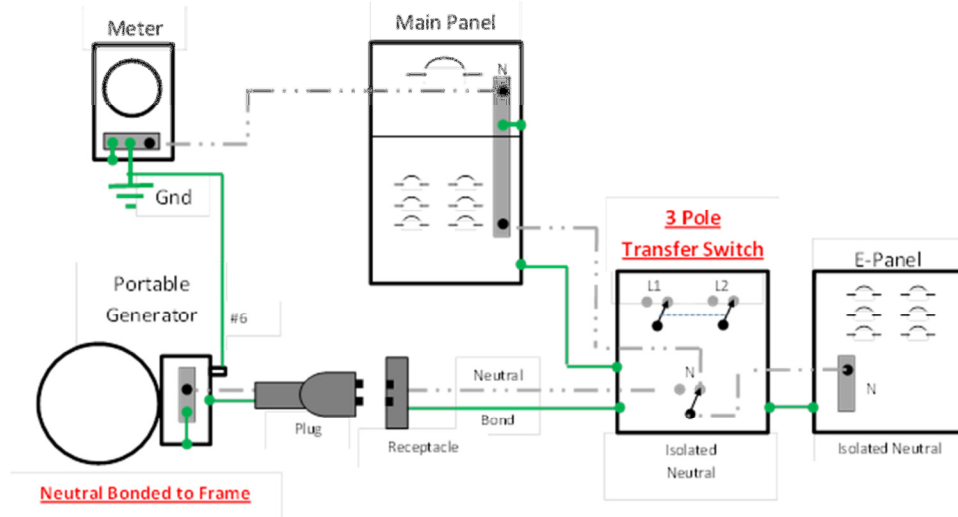 Meter
Main Panel
N
Gnd
3 Pole
Transfer Switch
E-Panel
L1
L2
Portable
Generator
#6
N
Neutral
N
Bond
Plug
Receptacle
Isolated
Neutral
Isolated Neutral
Neutral Bonded to Frame